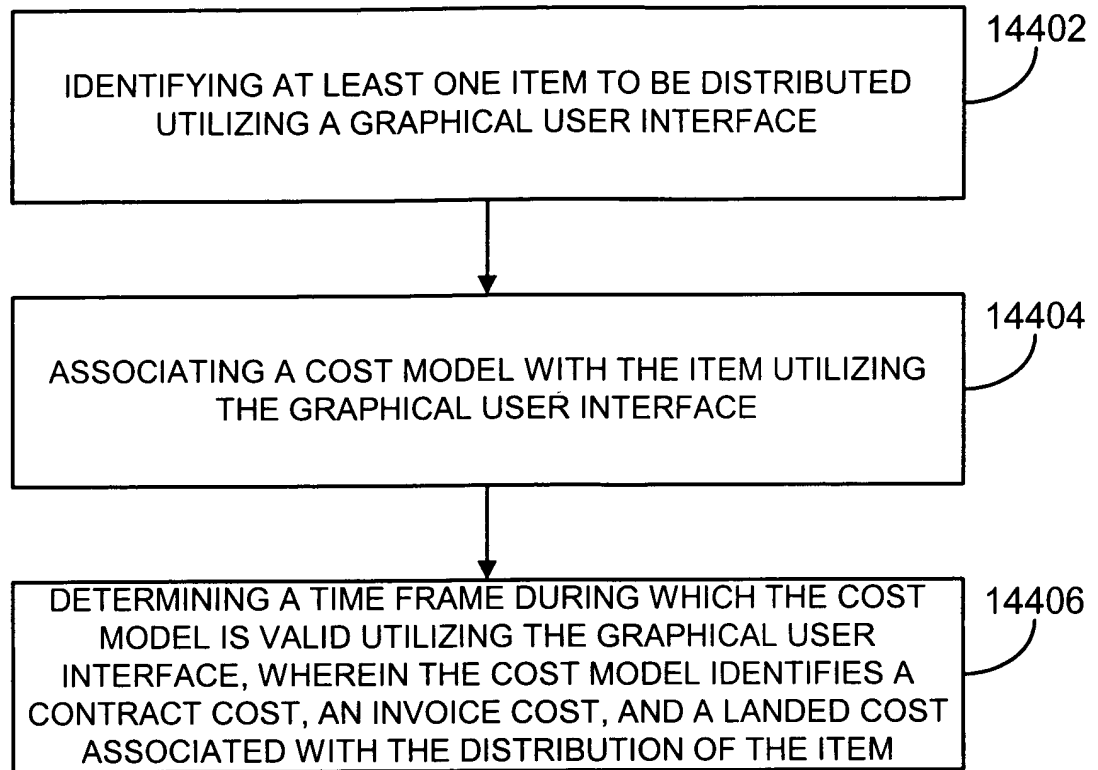 14402
IDENTIFYING AT LEAST ONE ITEM TO BE DISTRIBUTED
UTILIZING A GRAPHICAL USER INTERFACE
14404
ASSOCIATING A COST MODEL WITH THE ITEM UTILIZING
THE GRAPHICAL USER INTERFACE
14406
DETERMINING A TIME FRAME DURING WHICH THE COST
MODEL IS VALID UTILIZING THE GRAPHICAL USER
INTERFACE, WHEREIN THE COST MODEL IDENTIFIES A
CONTRACT COST, AN INVOICE COST, AND A LANDED COST
ASSOCIATED WITH THE DISTRIBUTION OF THE ITEM